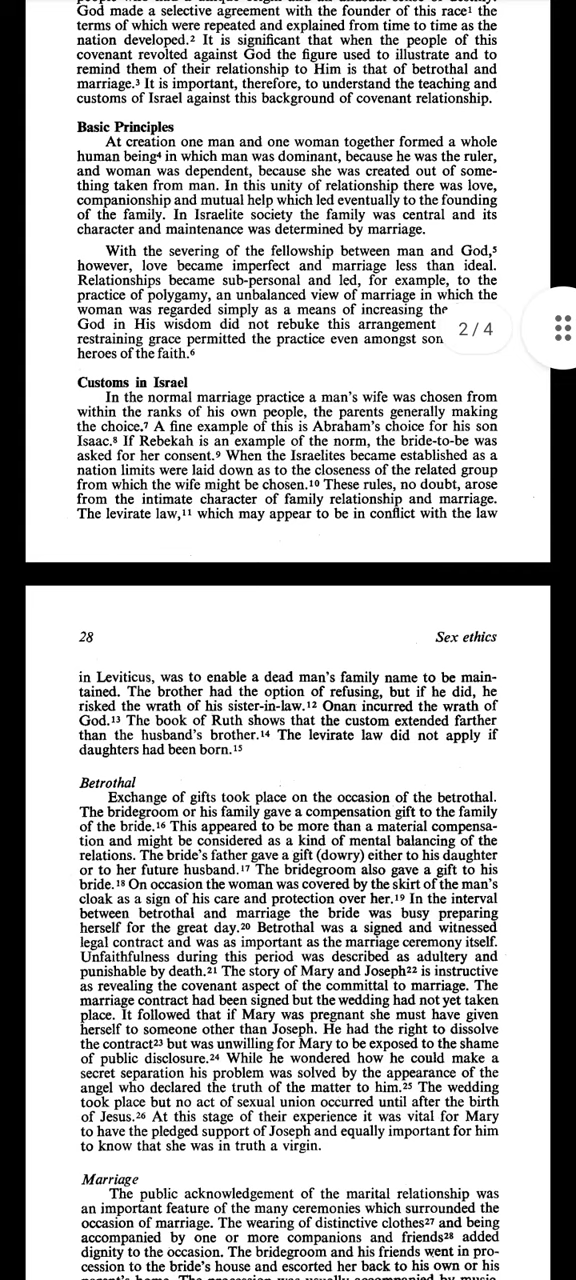 God made a selective agreement with the founder of this race¹ the
terms of which were repeated and explained from time to time as the
nation developed.² It is significant that when the people of this
covenant revolted against God the figure used to illustrate and to
remind them of their relationship to Him is that of betrothal and
marriage.³ It is important, therefore, to understand the teaching and
customs of Israel against this background of covenant relationship.
Basic Principles
At creation one man and one woman together formed a whole
human being⁴ in which man was dominant, because he was the ruler,
and woman was dependent, because she was created out of some-
thing taken from man. In this unity of relationship there was love,
companionship and mutual help which led eventually to the founding
of the family. In Israelite society the family was central and its
character and maintenance was determined by marriage.
With the severing of the fellowship between man and God,⁵
however, love became imperfect and marriage less than ideal.
Relationships became sub-personal and led, for example, to the
practice of polygamy, an unbalanced view of marriage in which the
woman was regarded simply as a means of increasing the
God in His wisdom did not rebuke this arrangement
restraining grace permitted the practice even amongst
heroes of the faith.⁶
2/4
Customs in Israel
In the normal marriage practice a man's wife was chosen from
within the ranks of his own people, the parents generally making
the choice.⁷ A fine example of this is Abraham's choice for his son
Isaac.⁸ If Rebekah is an example of the norm, the bride-to-be was
asked for her consent.⁹ When the Israelites became established as a
nation limits were laid down as to the closeness of the related group
from which the wife might be chosen.¹⁰ These rules, no doubt, arose
from the intimate character of family relationship and marriage.
The levirate law,¹¹ which may appear to be in conflict with the law
28 Sex ethics
in Leviticus, was to enable a dead man's family name to be main-
tained. The brother had the option of refusing, but if he did, he
risked the wrath of his sister-in-law.¹² Onan incurred the wrath of
God.¹³ The book of Ruth shows that the custom extended farther
than the husband's brother.¹⁴ The levirate law did not apply if
daughters had been born.¹⁵
Betrothal
Exchange of gifts took place on the occasion of the betrothal.
The bridegroom or his family gave a compensation gift to the family
of the bride.¹⁶ This appeared to be more than a material compensa-
tion and might be considered as a kind of mental balancing of the
relations. The bride's father gave a gift (dowry) either to his daughter
or to her future husband.¹⁷ The bridegroom also gave a gift to his
bride.¹⁸ On occasion the woman was covered by the skirt of the man's
cloak as a sign of his care and protection over her.¹⁹ In the interval
between betrothal and marriage the bride was busy preparing
herself for the great day.²⁰ Betrothal was a signed and witnessed
legal contract and was as important as the marriage ceremony itself.
Unfaithfulness during this period was described as adultery and
punishable by death.²¹ The story of Mary and Joseph²² is instructive
as revealing the covenant aspect of the committal to marriage. The
marriage contract had been signed but the wedding had not yet taken
place. It followed that if Mary was pregnant she must have given
herself to someone other than Joseph. He had the right to dissolve
the contract²³ but was unwilling for Mary to be exposed to the shame
of public disclosure.²⁴ While he wondered how he could make a
secret separation his problem was solved by the appearance of the
angel who declared the truth of the matter to him.²⁵ The wedding
took place but no act of sexual union occurred until after the birth
of Jesus.²⁶ At this stage of their experience it was vital for Mary
to have the pledged support of Joseph and equally important for him
to know that she was in truth a virgin.
Marriage
The public acknowledgement of the marital relationship was
an important feature of the many ceremonies which surrounded the
occasion of marriage. The wearing of distinctive clothes²⁷ and being
accompanied by one or more companions and friends²⁸ added
dignity to the occasion. The bridegroom and his friends went in pro-
cession to the bride's house and escorted her back to his own or his